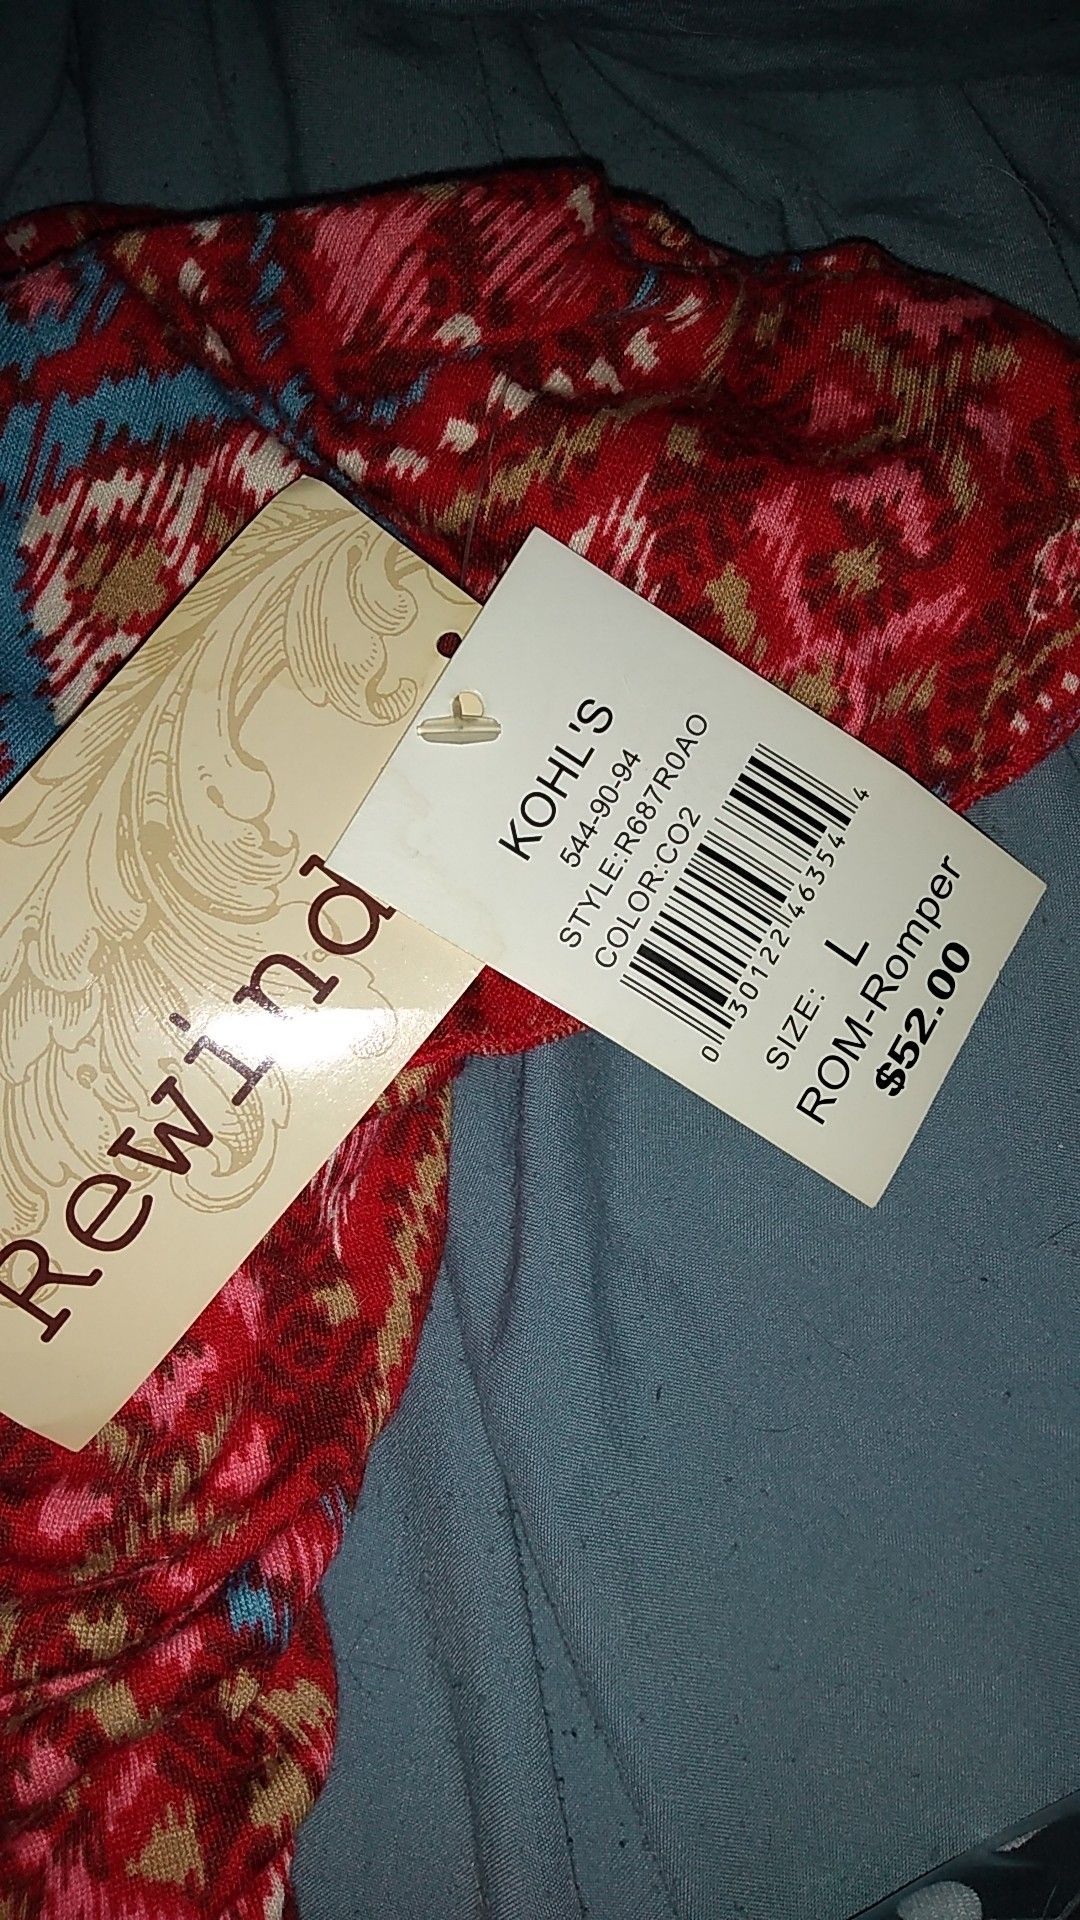 Rewind
KOHL'S
544-90-94
STYLE:R687R0AO
COLOR:CO2
0 30122 46354 4
SIZE: L
ROM-Romper
$52.00